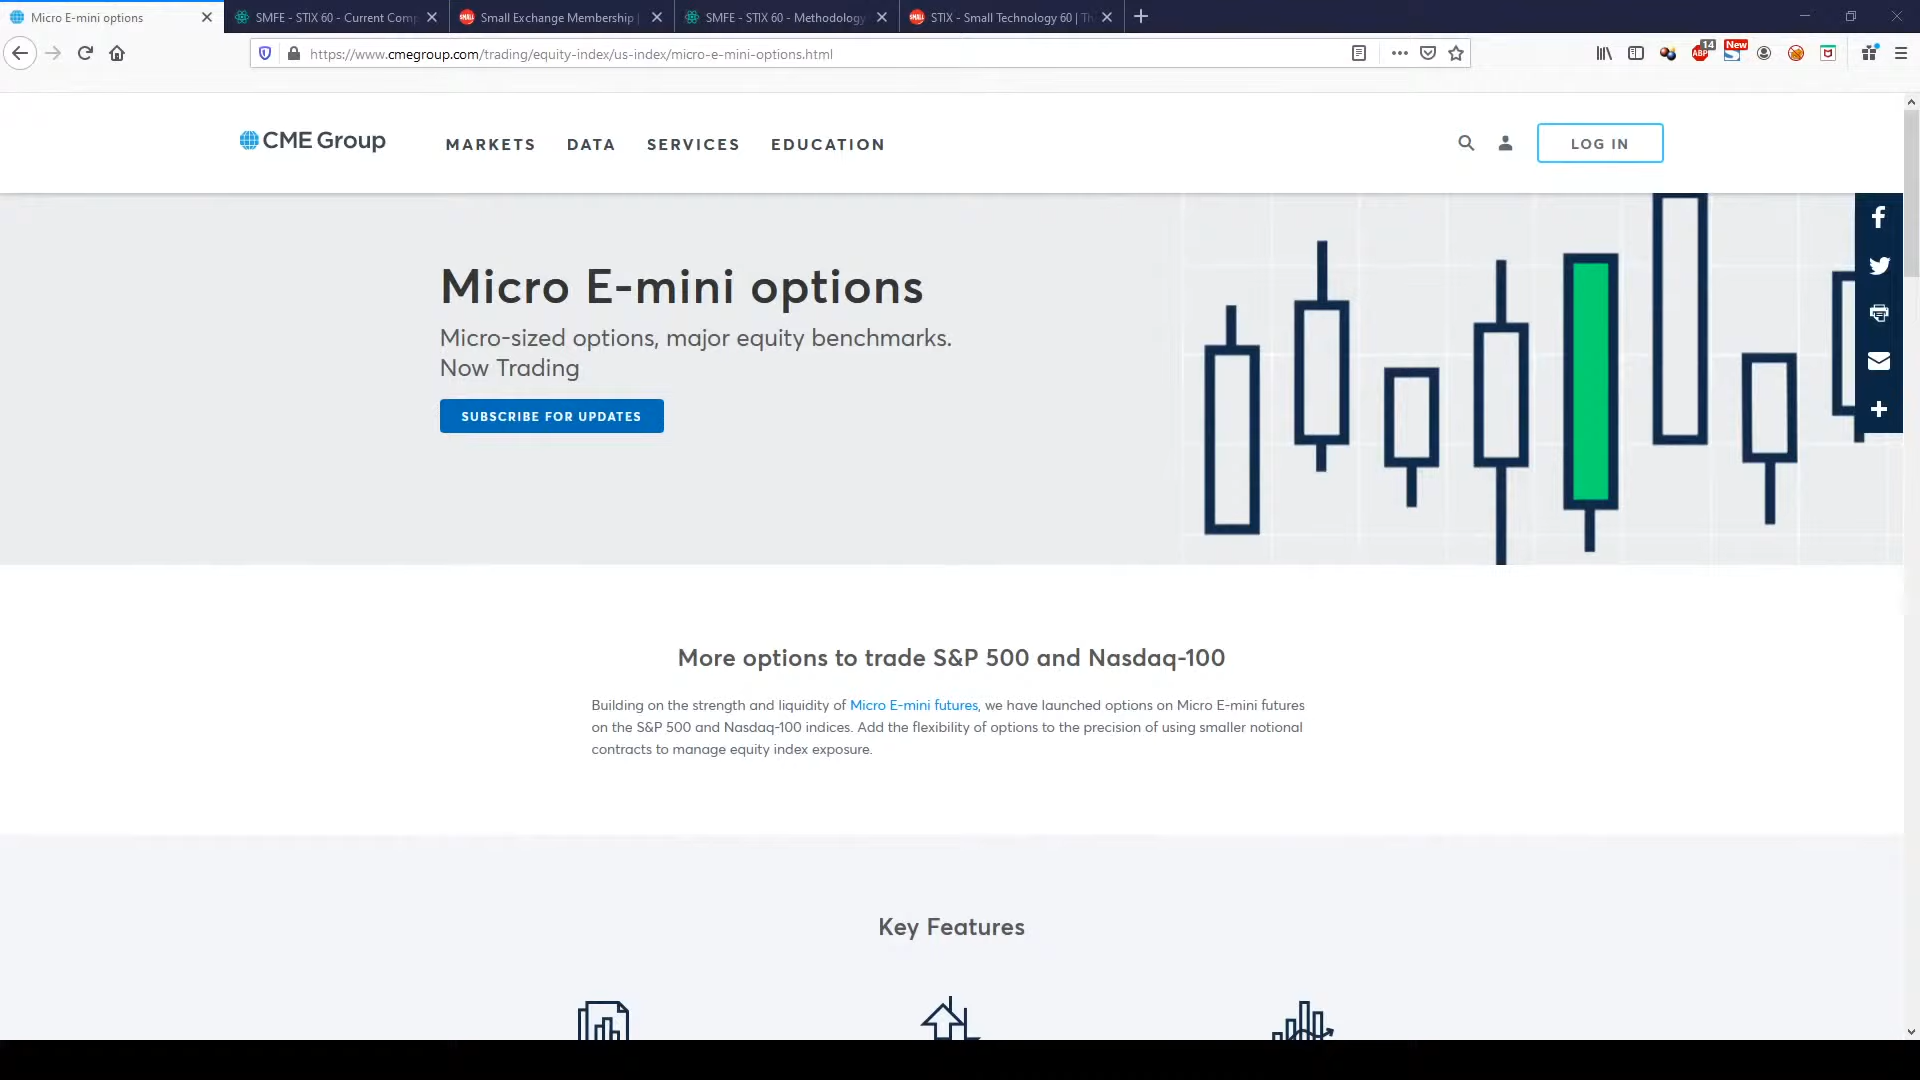 Micro E-mini options
SMFE - STIX 60 - Current Comp
Small Exchange Membership |
SMFE - STIX 60 - Methodology
STIX - Small Technology 60 | Th
https://www.cmegroup.com/trading/equity-index/us-index/micro-e-mini-options.html
14
ABP
New
CME Group
MARKETS
DATA
SERVICES
EDUCATION
LOG IN
Micro E-mini options
Micro-sized options, major equity benchmarks.
Now Trading
SUBSCRIBE FOR UPDATES
More options to trade S&P 500 and Nasdaq-100
Building on the strength and liquidity of Micro E-mini futures, we have launched options on Micro E-mini futures
on the S&P 500 and Nasdaq-100 indices. Add the flexibility of options to the precision of using smaller notional
contracts to manage equity index exposure.
Key Features